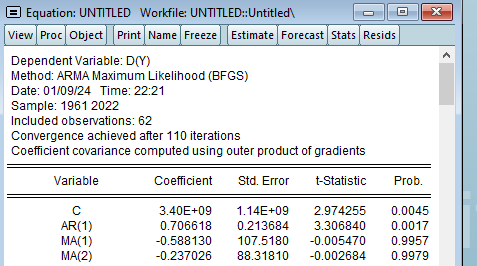 Equation: UNTITLED Workfile: UNTITLED::Untitled\
View Proc Object Print Name Freeze Estimate Forecast Stats Resids
Dependent Variable: D(Y)
Method: ARMA Maximum Likelihood (BFGS)
Date: 01/09/24 Time: 22:21
Sample: 1961 2022
Included observations: 62
Convergence achieved after 110 iterations
Coefficient covariance computed using outer product of gradients
Variable Coefficient Std. Error t-Statistic Prob.
C 3.40E+09 1.14E+09 2.974255 0.0045
AR(1) 0.706618 0.213684 3.306840 0.0017
MA(1) -0.588130 107.5180 -0.005470 0.9957
MA(2) -0.237026 88.31810 -0.002684 0.9979